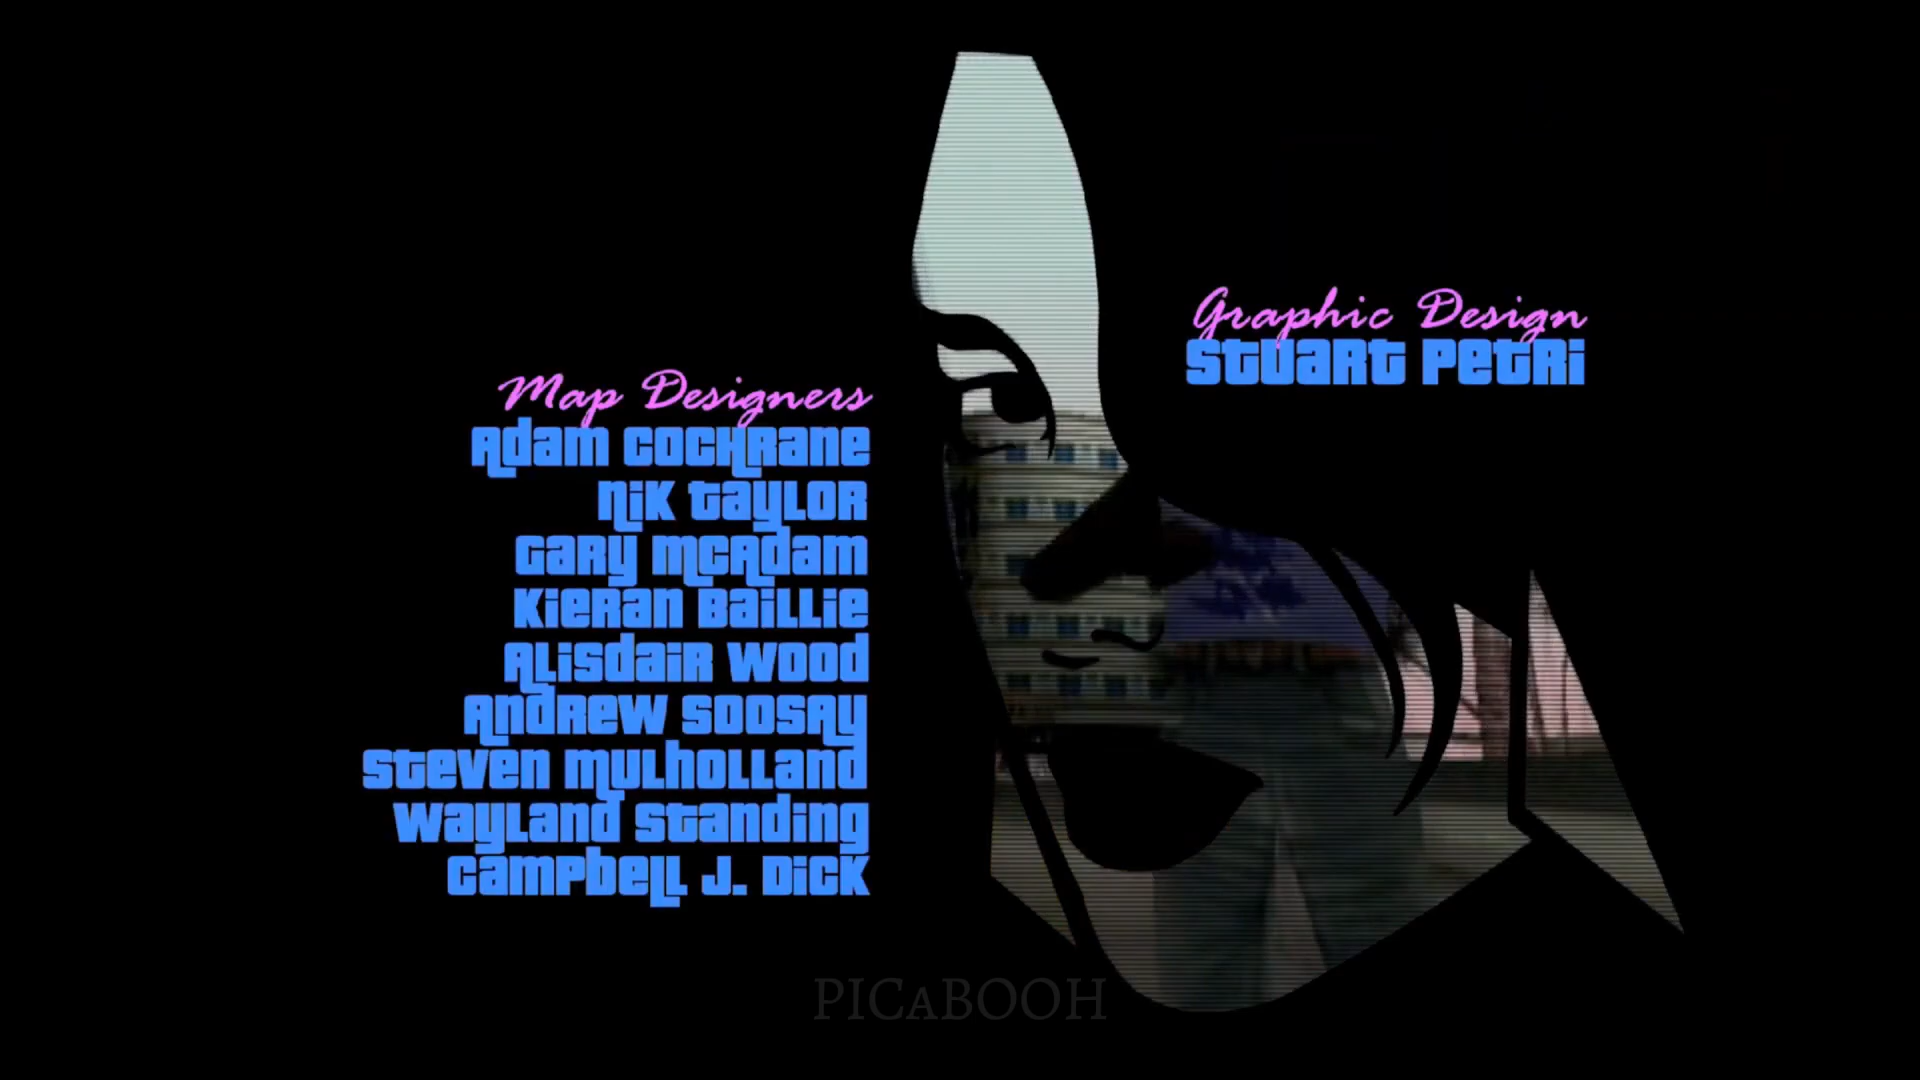 Map Designers
Adam Cochrane
Nik Taylor
Gary McAdam
Kieran Baillie
Alisdair Wood
Andrew Soosay
Steven Mulholland
Wayland Standing
Campbell J. Dick
Graphic Design
Stuart Petri
PICaBOOH